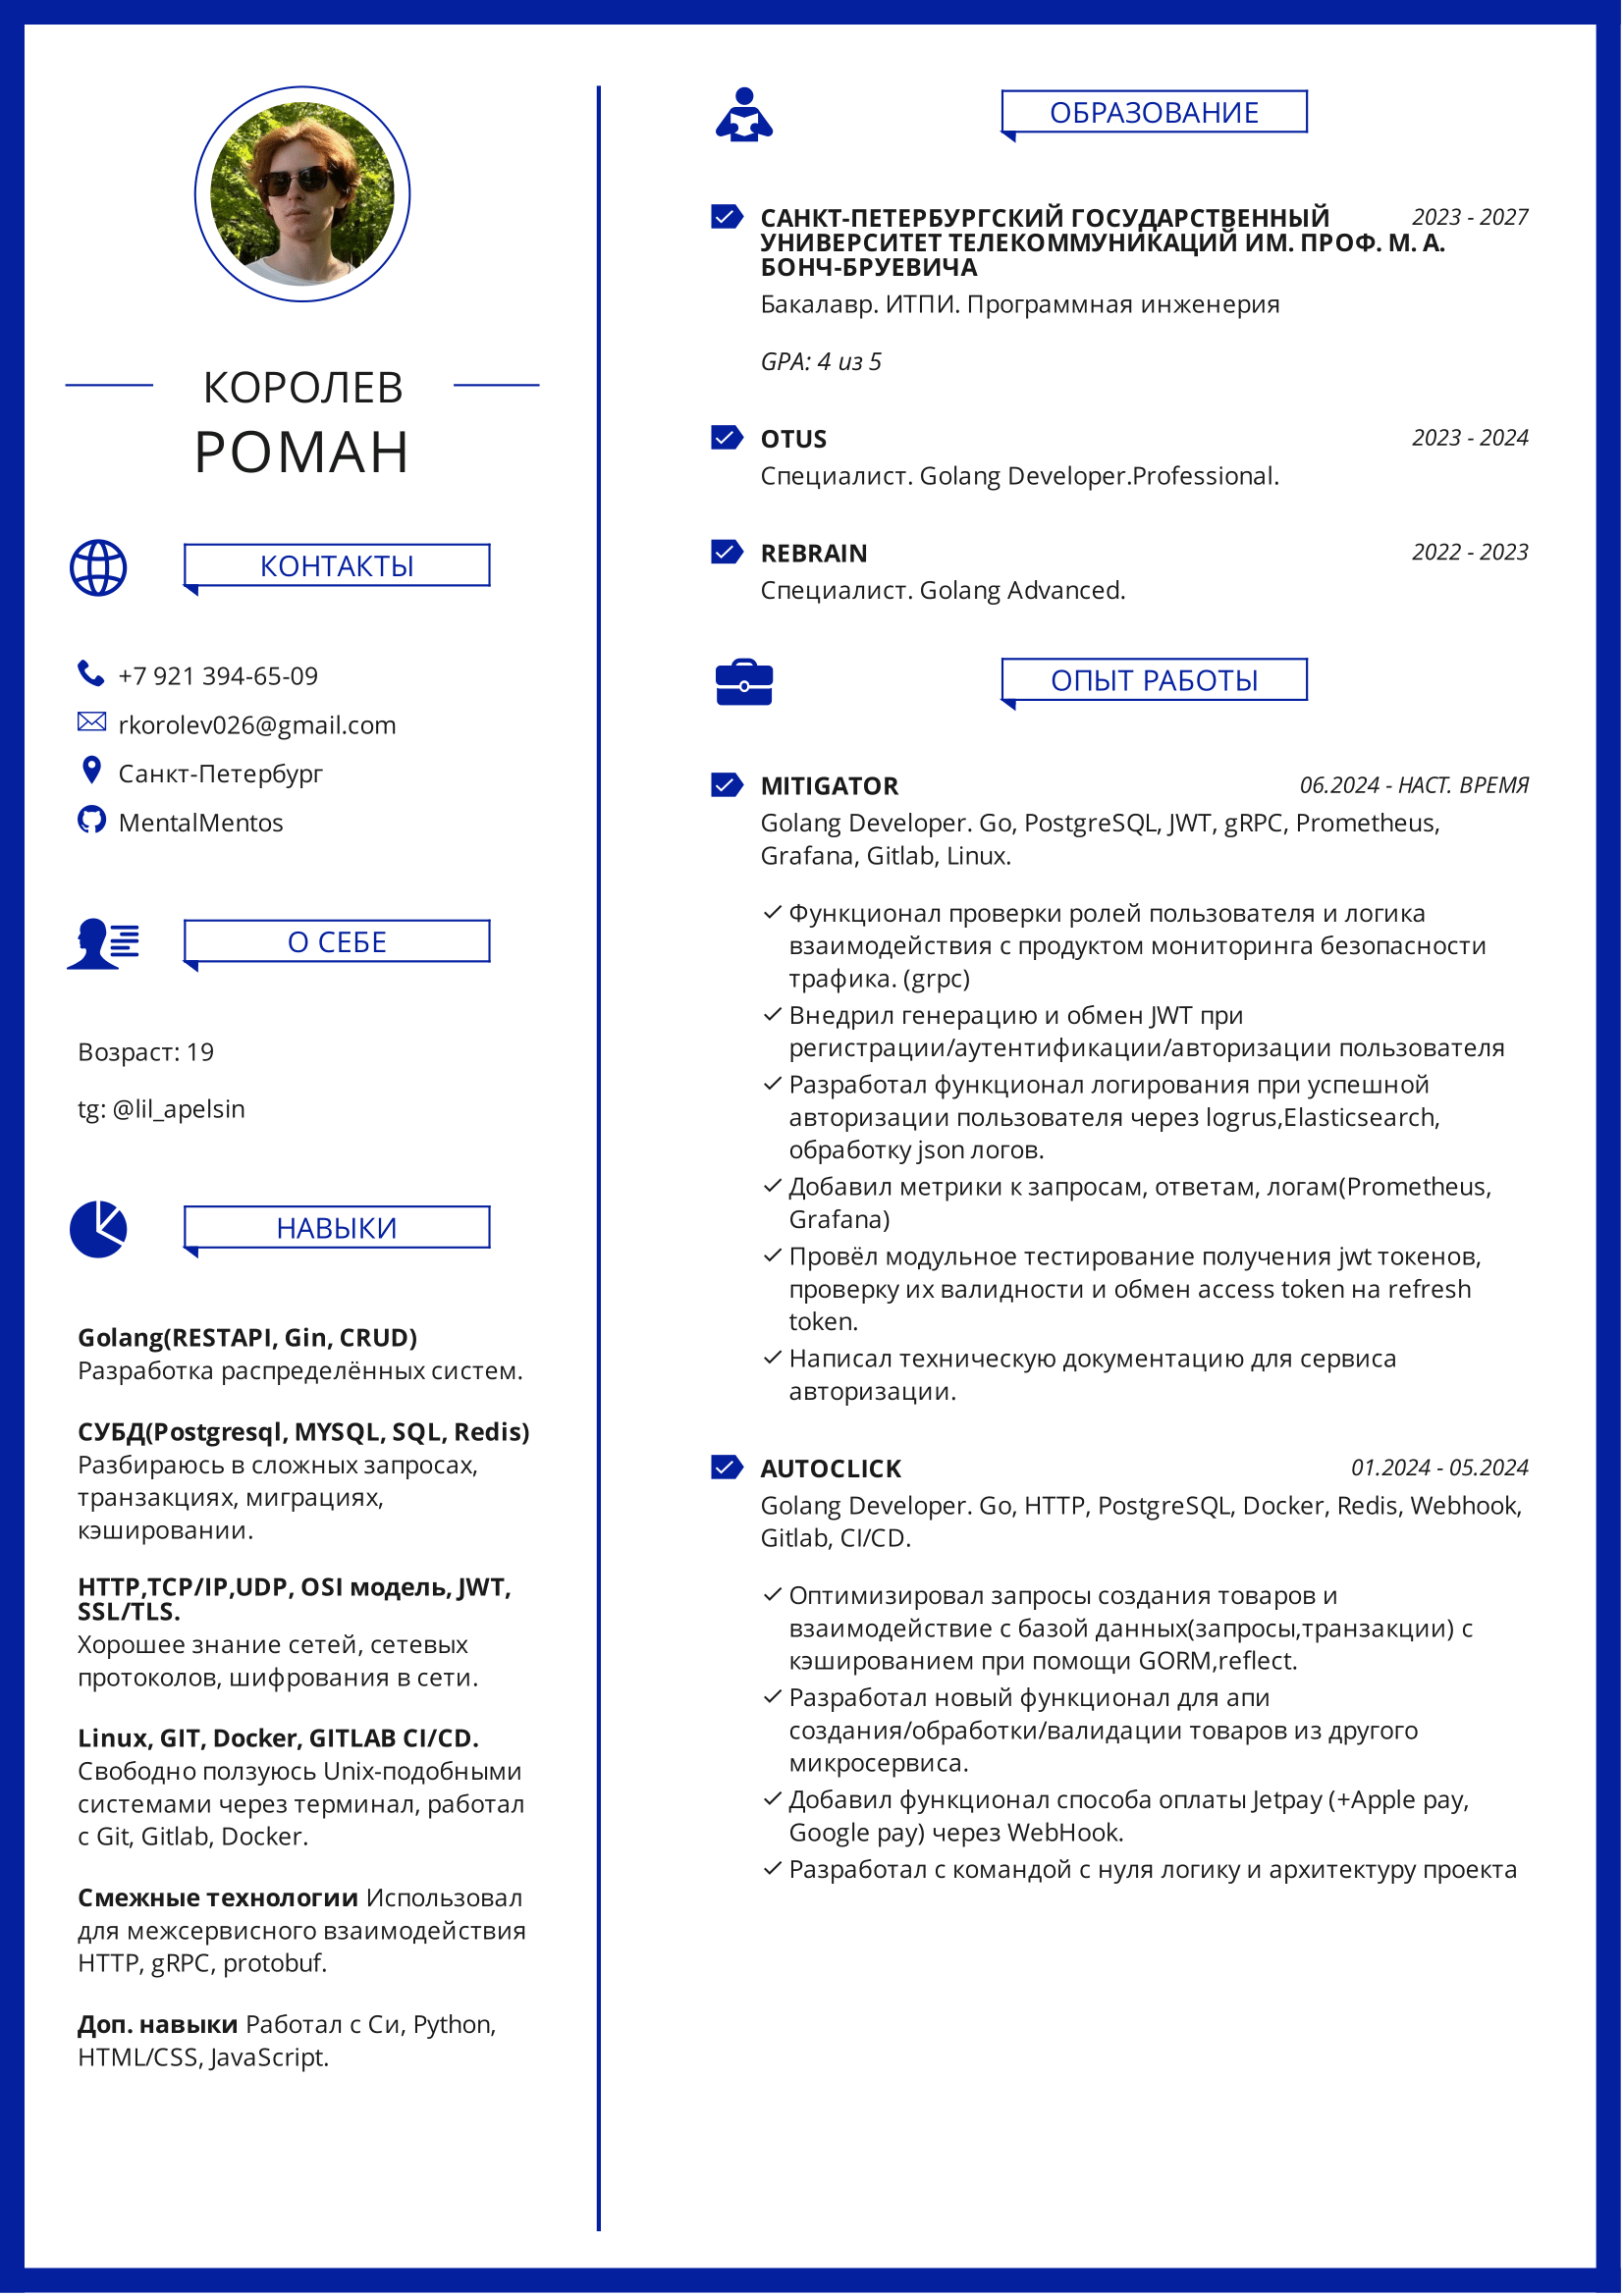 КОРОЛЕВ
РОМАН
КОНТАКТЫ
+7 921 394-65-09
rkorolev026@gmail.com
Санкт-Петербург
MentalMentos
О СЕБЕ
Возраст: 19
tg: @lil_apelsin
НАВЫКИ
Golang(RESTAPI, Gin, CRUD)
Разработка распределённых систем.
СУБД(Postgresql, MYSQL, SQL, Redis)
Разбираюсь в сложных запросах,
транзакциях, миграциях,
кэшировании.
HTTP,TCP/IP,UDP, OSI модель, JWT,
SSL/TLS.
Хорошее знание сетей, сетевых
протоколов, шифрования в сети.
Linux, GIT, Docker, GITLAB CI/CD.
Свободно ползуюсь Unix-подобными
системами через терминал, работал
с Git, Gitlab, Docker.
Смежные технологии Использовал
для межсервисного взаимодействия
HTTP, gRPC, protobuf.
Доп. навыки Работал с Си, Python,
HTML/CSS, JavaScript.
ОБРАЗОВАНИЕ
САНКТ-ПЕТЕРБУРГСКИЙ ГОСУДАРСТВЕННЫЙ 2023 - 2027
УНИВЕРСИТЕТ ТЕЛЕКОММУНИКАЦИЙ ИМ. ПРОФ. М. А.
БОНЧ-БРУЕВИЧА
Бакалавр. ИТПИ. Программная инженерия
GPA: 4 из 5
OTUS 2023 - 2024
Специалист. Golang Developer.Professional.
REBRAIN 2022 - 2023
Специалист. Golang Advanced.
ОПЫТ РАБОТЫ
MITIGATOR 06.2024 - НАСТ. ВРЕМЯ
Golang Developer. Go, PostgreSQL, JWT, gRPC, Prometheus,
Grafana, Gitlab, Linux.
Функционал проверки ролей пользователя и логика
взаимодействия с продуктом мониторинга безопасности
трафика. (grpc)
Внедрил генерацию и обмен JWT при
регистрации/аутентификации/авторизации пользователя
Разработал функционал логирования при успешной
авторизации пользователя через logrus,Elasticsearch,
обработку json логов.
Добавил метрики к запросам, ответам, логам(Prometheus,
Grafana)
Провёл модульное тестирование получения jwt токенов,
проверку их валидности и обмен access token на refresh
token.
Написал техническую документацию для сервиса
авторизации.
AUTOCLICK 01.2024 - 05.2024
Golang Developer. Go, HTTP, PostgreSQL, Docker, Redis, Webhook,
Gitlab, CI/CD.
Оптимизировал запросы создания товаров и
взаимодействие с базой данных(запросы,транзакции) с
кэшированием при помощи GORM,reflect.
Разработал новый функционал для апи
создания/обработки/валидации товаров из другого
микросервиса.
Добавил функционал способа оплаты Jetpay (+Apple pay,
Google pay) через WebHook.
Разработал с командой с нуля логику и архитектуру проекта